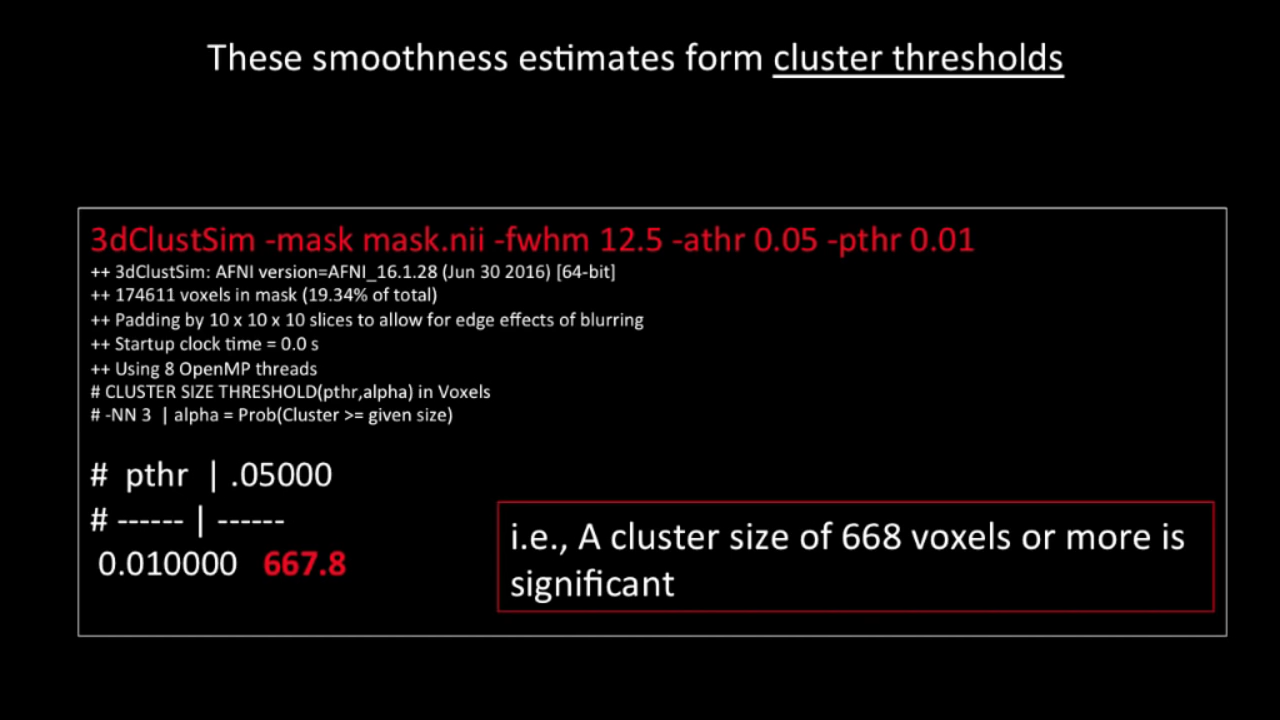 These smoothness estimates form cluster thresholds
3dClustSim -mask mask.nii -fwhm 12.5 -athr 0.05 -pthr 0.01
++ 3dClustSim: AFNI version=AFNI_16.1.28 (Jun 30 2016) [64-bit]
++ 174611 voxels in mask (19.34% of total)
++ Padding by 10 x 10 x 10 slices to allow for edge effects of blurring
++ Startup clock time = 0.0 s
++ Using 8 OpenMP threads
# CLUSTER SIZE THRESHOLD(pthr,alpha) in Voxels
# -NN 3 | alpha = Prob(Cluster >= given size)
# pthr | .05000
# ------ | ------
0.010000 667.8
i.e., A cluster size of 668 voxels or more is
significant